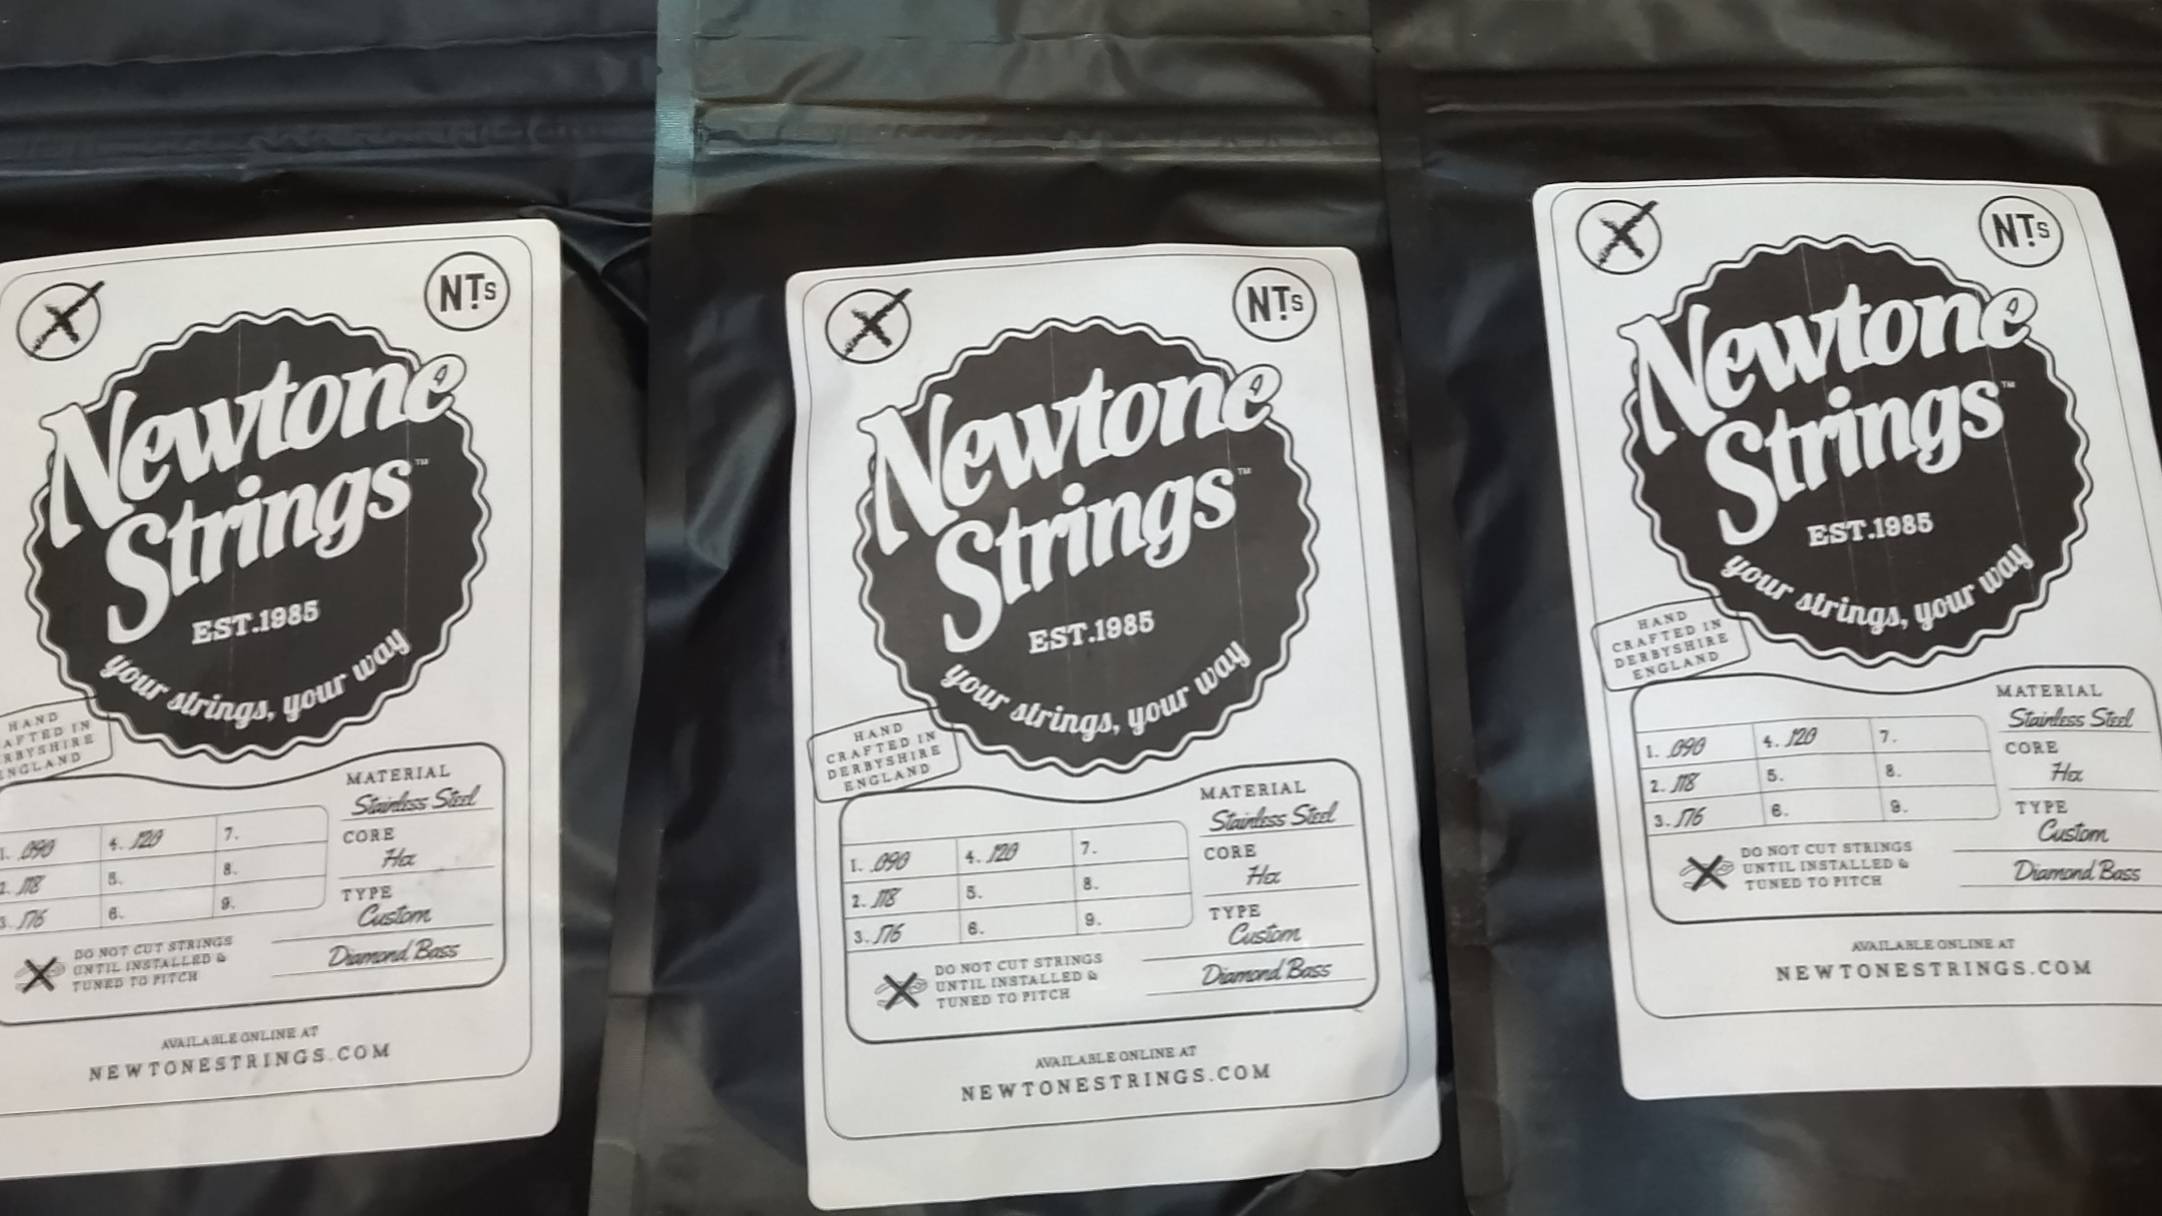 NTS
Newtone
Strings™
EST.1985
your strings, your way
HAND
CRAFTED IN
DERBYSHIRE
ENGLAND
MATERIAL
Stainless Steel
CORE
Hex
TYPE
Custom
Diamond Bass
1. .090 4. .120 7.
2. .118 5. 8.
3. .176 6. 9.
DO NOT CUT STRINGS
UNTIL INSTALLED &
TUNED TO PITCH
AVAILABLE ONLINE AT
NEWTONESTRINGS.COM
NTS
Newtone
Strings™
EST.1985
your strings, your way
HAND
CRAFTED IN
DERBYSHIRE
ENGLAND
MATERIAL
Stainless Steel
CORE
Hex
TYPE
Custom
Diamond Bass
1. .090 4. .120 7.
2. .118 5. 8.
3. .176 6. 9.
DO NOT CUT STRINGS
UNTIL INSTALLED &
TUNED TO PITCH
AVAILABLE ONLINE AT
NEWTONESTRINGS.COM
NTS
Newtone
Strings™
EST.1985
your strings, your way
HAND
CRAFTED IN
DERBYSHIRE
ENGLAND
MATERIAL
Stainless Steel
CORE
Hex
TYPE
Custom
Diamond Bass
1. .090 4. .120 7.
2. .118 5. 8.
3. .176 6. 9.
DO NOT CUT STRINGS
UNTIL INSTALLED &
TUNED TO PITCH
AVAILABLE ONLINE AT
NEWTONESTRINGS.COM